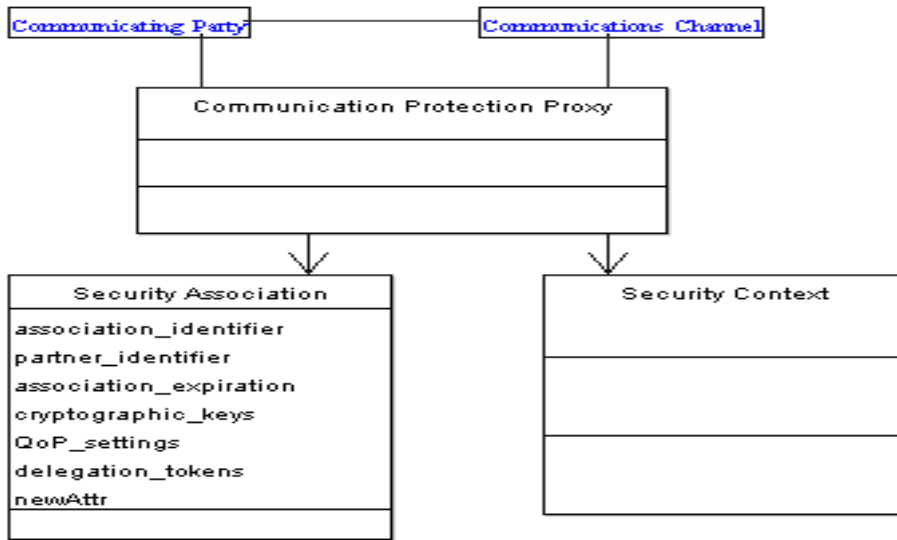 Communicating Party
Communications Channel
Communication Protection Proxy
Security Association
association_identifier
partner_identifier
association_expiration
cryptographic_keys
QoP_settings
delegation_tokens
newAttr
Security Context